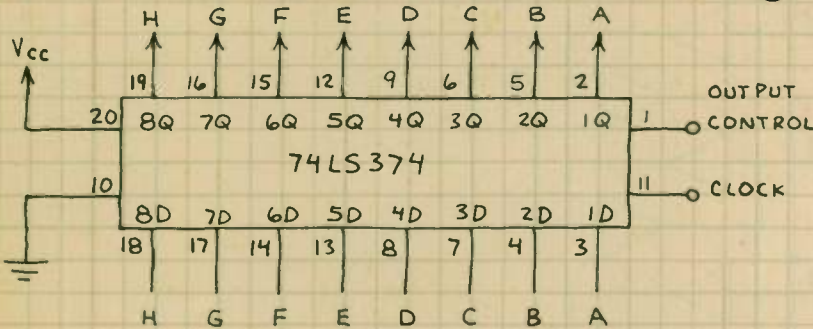 H G F E D C B A
Vcc
19 16 15 12 9 6 5 2
OUTPUT
20 8Q 7Q 6Q 5Q 4Q 3Q 2Q 1Q 1 CONTROL
74LS374
10 11 CLOCK
8D 7D 6D 5D 4D 3D 2D 1D
18 17 14 13 8 7 4 3
H G F E D C B A